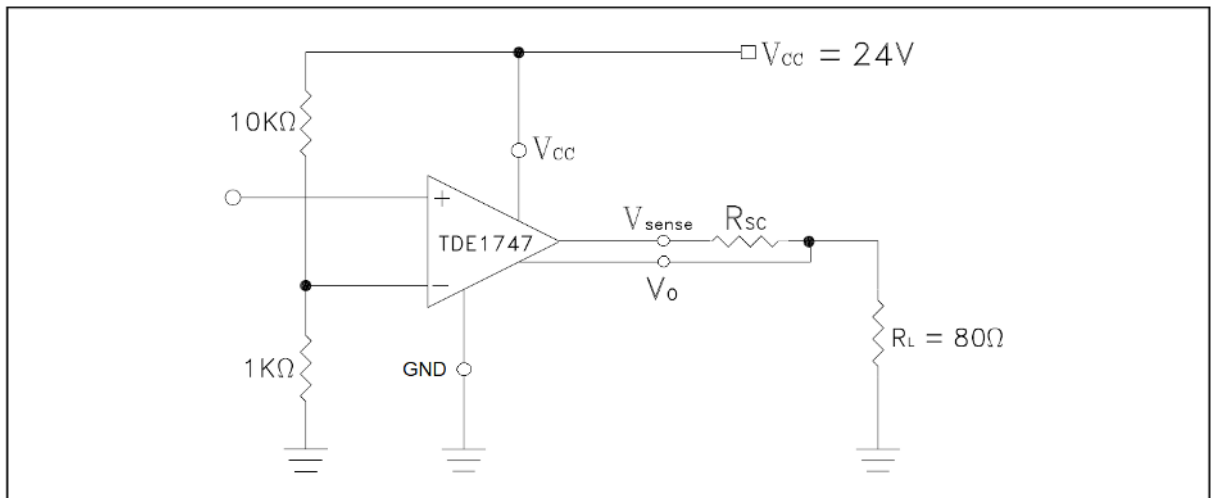 VCC = 24V
10KΩ
VCC
+
TDE1747
−
Vsense
RSC
VO
RL = 80Ω
1KΩ
GND